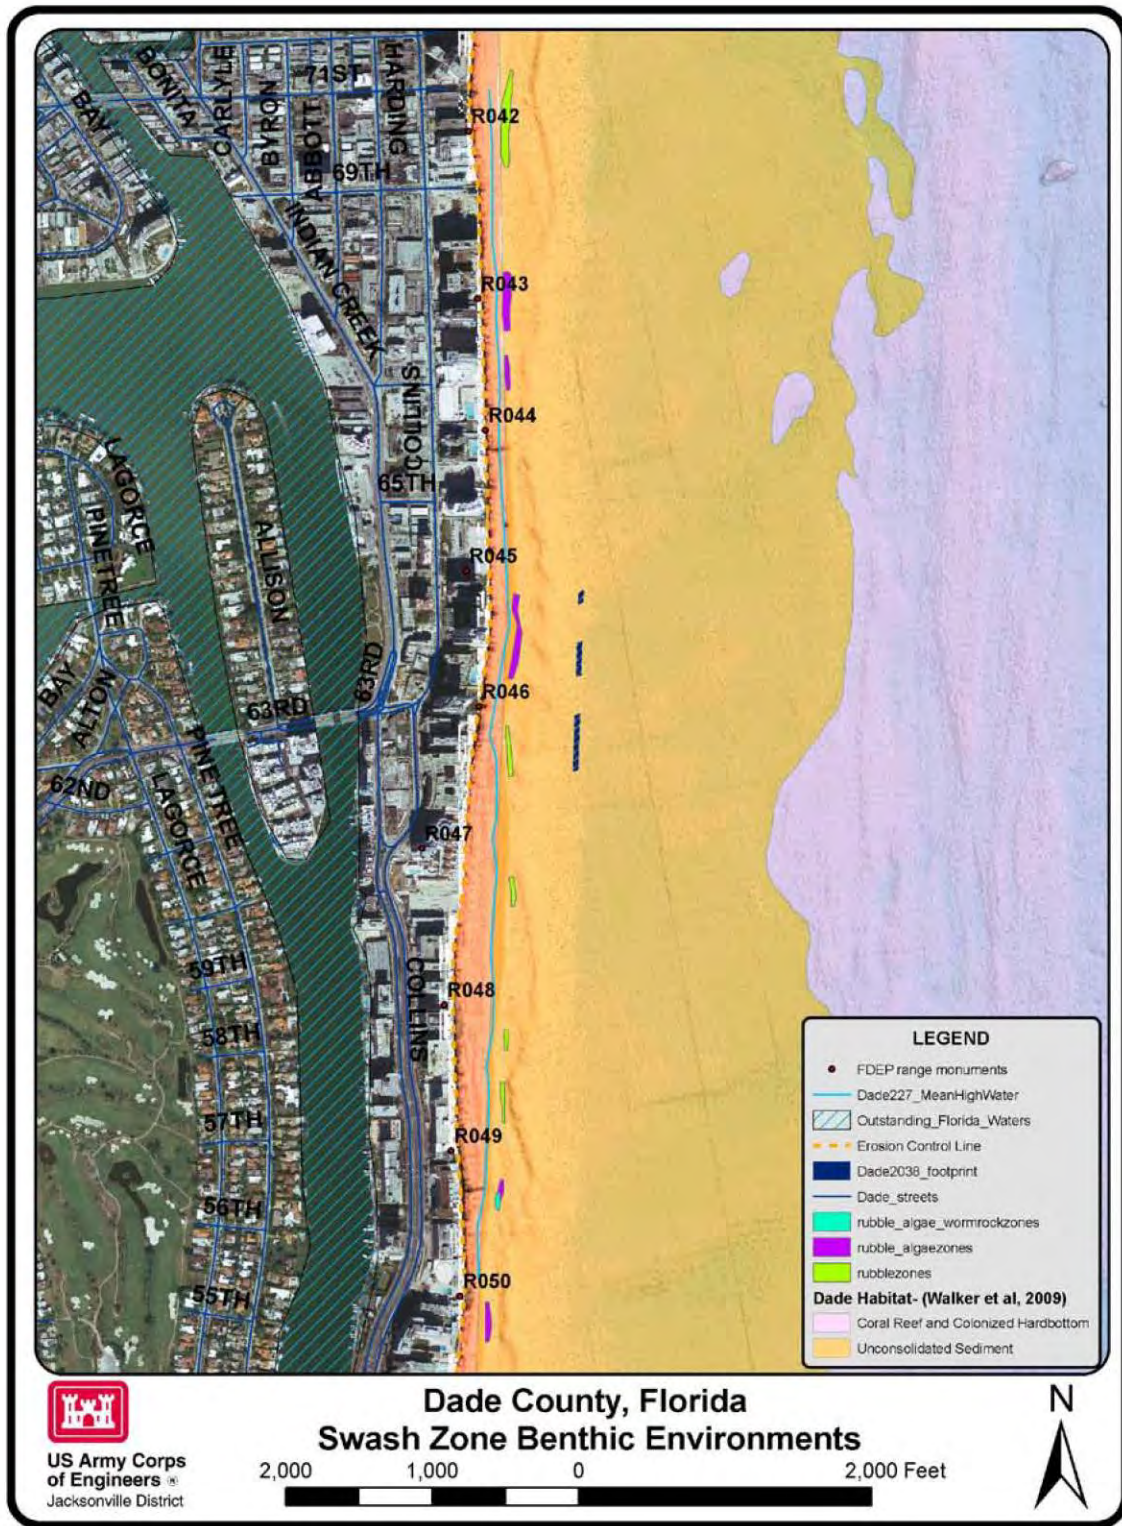 BAY
BONITA
CARLYLE
BYRON
71ST
ABBOTT
HARDING
69TH
INDIAN CREEK
R042
R043
COLLINS
R044
65TH
LAGORCE
PINETREE
ALLISON
R045
BAY
ALTON
63RD
63RD
R046
62ND
PINETREE
LAGORCE
R047
59TH
COLLINS
R048
58TH
57TH
R049
56TH
55TH
R050
LEGEND
FDEP range monuments
Dade227_MeanHighWater
Outstanding_Florida_Waters
Erosion Control Line
Dade2038_footprint
Dade_streets
rubble_algae_wormrockzones
rubble_algaezones
rubblezones
Dade Habitat- (Walker et al, 2009)
Coral Reef and Colonized Hardbottom
Unconsolidated Sediment
US Army Corps
of Engineers ®
Jacksonville District
Dade County, Florida
Swash Zone Benthic Environments
2,000 1,000 0 2,000 Feet
N